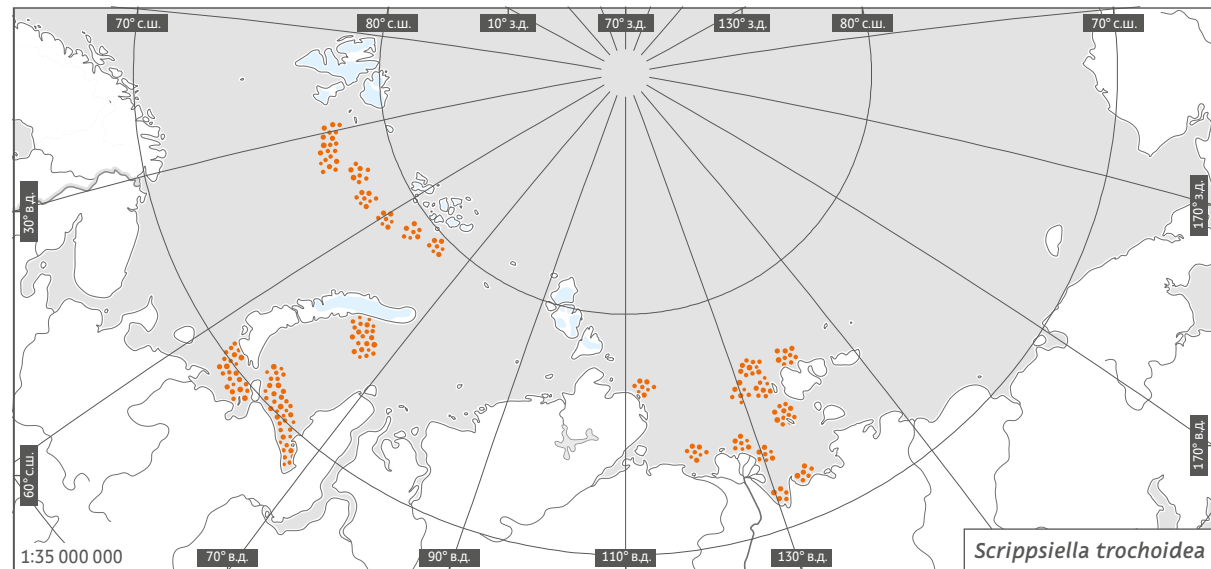 70° с.ш.
80° с.ш.
10° з.д.
70° з.д.
130° з.д.
80° с.ш.
70° с.ш.
30° в.д.
170° з.д.
60° с.ш.
170° в.д.
70° в.д.
90° в.д.
110° в.д.
130° в.д.
1:35 000 000
Scrippsiella trochoidea